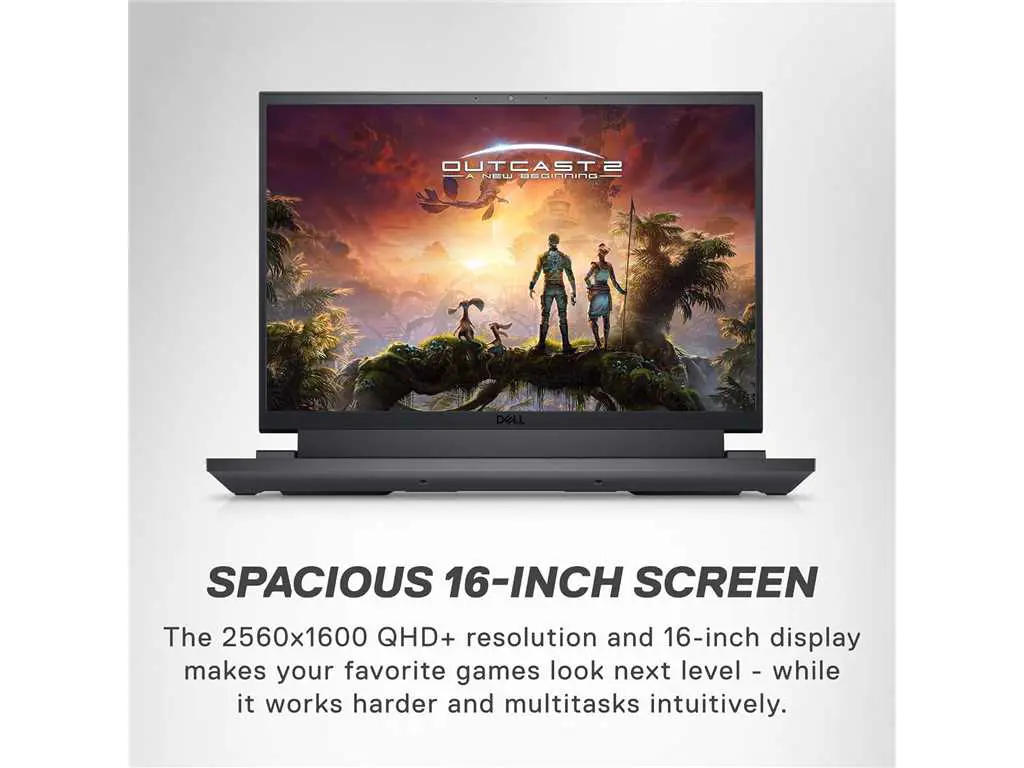 OUTCAST 2
A NEW BEGINNING
DELL
SPACIOUS 16-INCH SCREEN
The 2560x1600 QHD+ resolution and 16-inch display
makes your favorite games look next level - while
it works harder and multitasks intuitively.